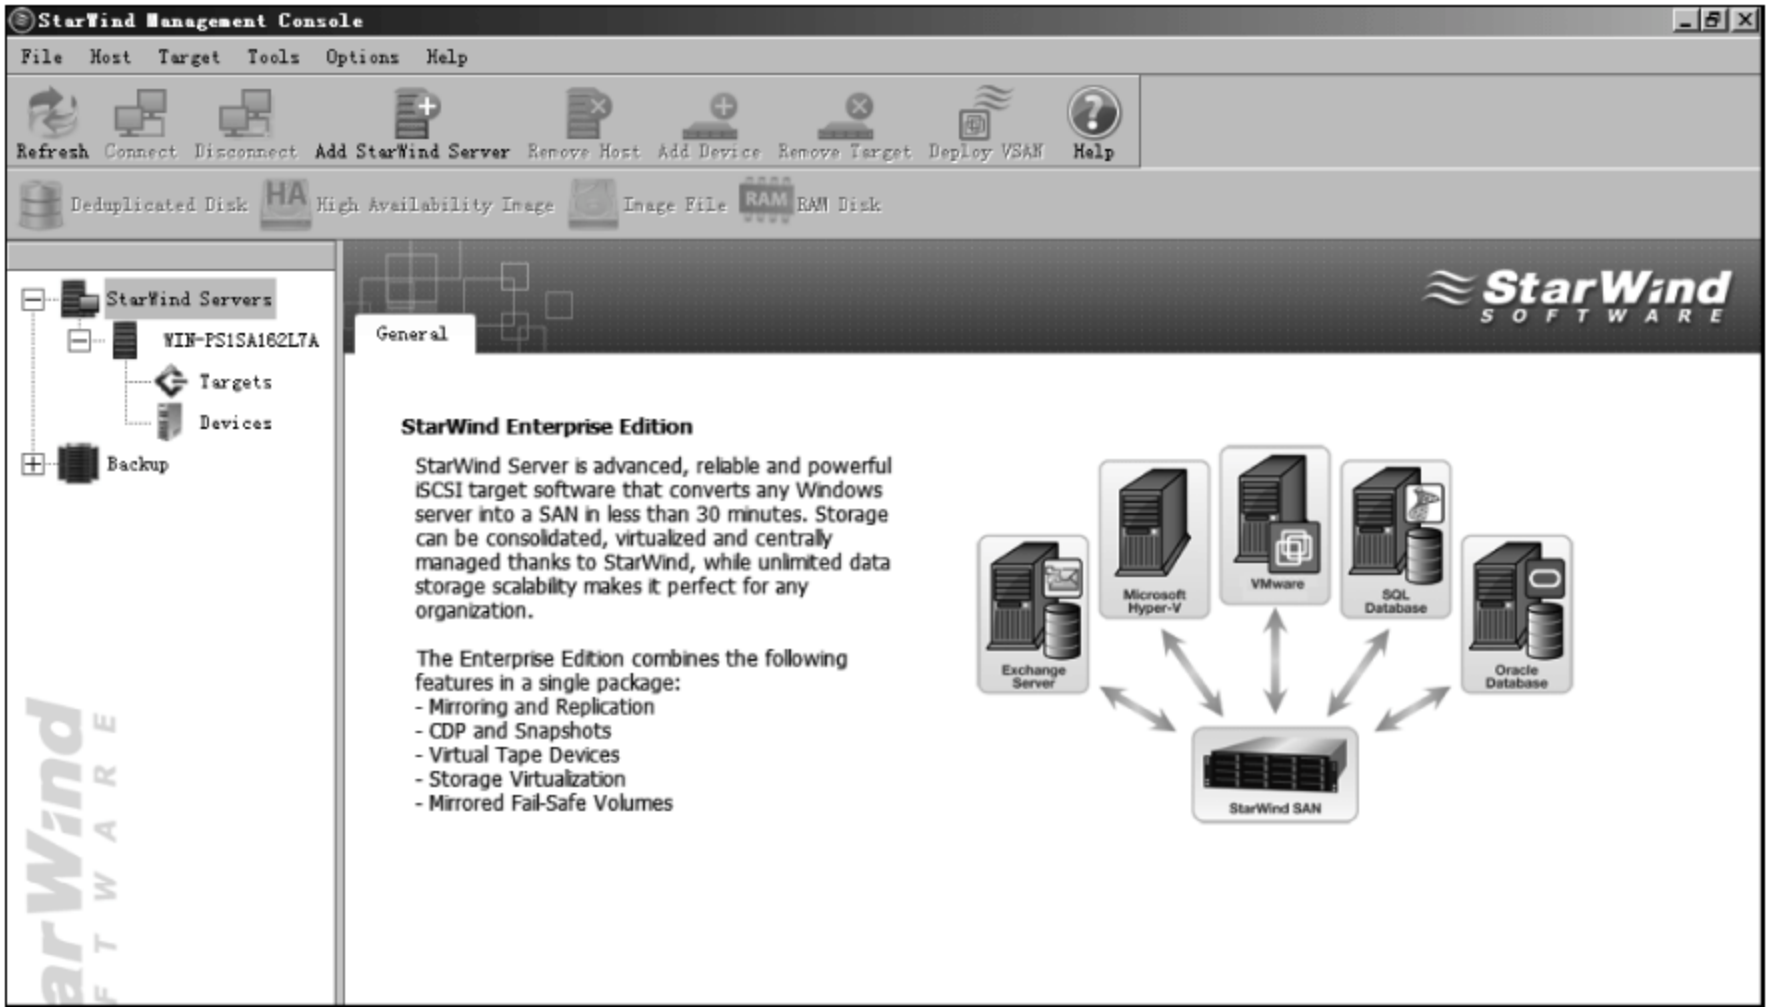 StarWind Management Console
File Host Target Tools Options Help
Refresh Connect Disconnect Add StarWind Server Remove Host Add Device Remove Target Deploy VSAN Help
Deduplicated Disk HA High Availability Image Image File RAM RAM Disk
StarWind Servers
WIN-PS1SA162L7A
Targets
Devices
Backup
StarWind
SOFTWARE
General
StarWind Enterprise Edition
StarWind Server is advanced, reliable and powerful
iSCSI target software that converts any Windows
server into a SAN in less than 30 minutes. Storage
can be consolidated, virtualized and centrally
managed thanks to StarWind, while unlimited data
storage scalability makes it perfect for any
organization.
The Enterprise Edition combines the following
features in a single package:
- Mirroring and Replication
- CDP and Snapshots
- Virtual Tape Devices
- Storage Virtualization
- Mirrored Fail-Safe Volumes
Exchange
Server
Microsoft
Hyper-V
VMware
SQL
Database
Oracle
Database
StarWind SAN
arWind
FTWARE